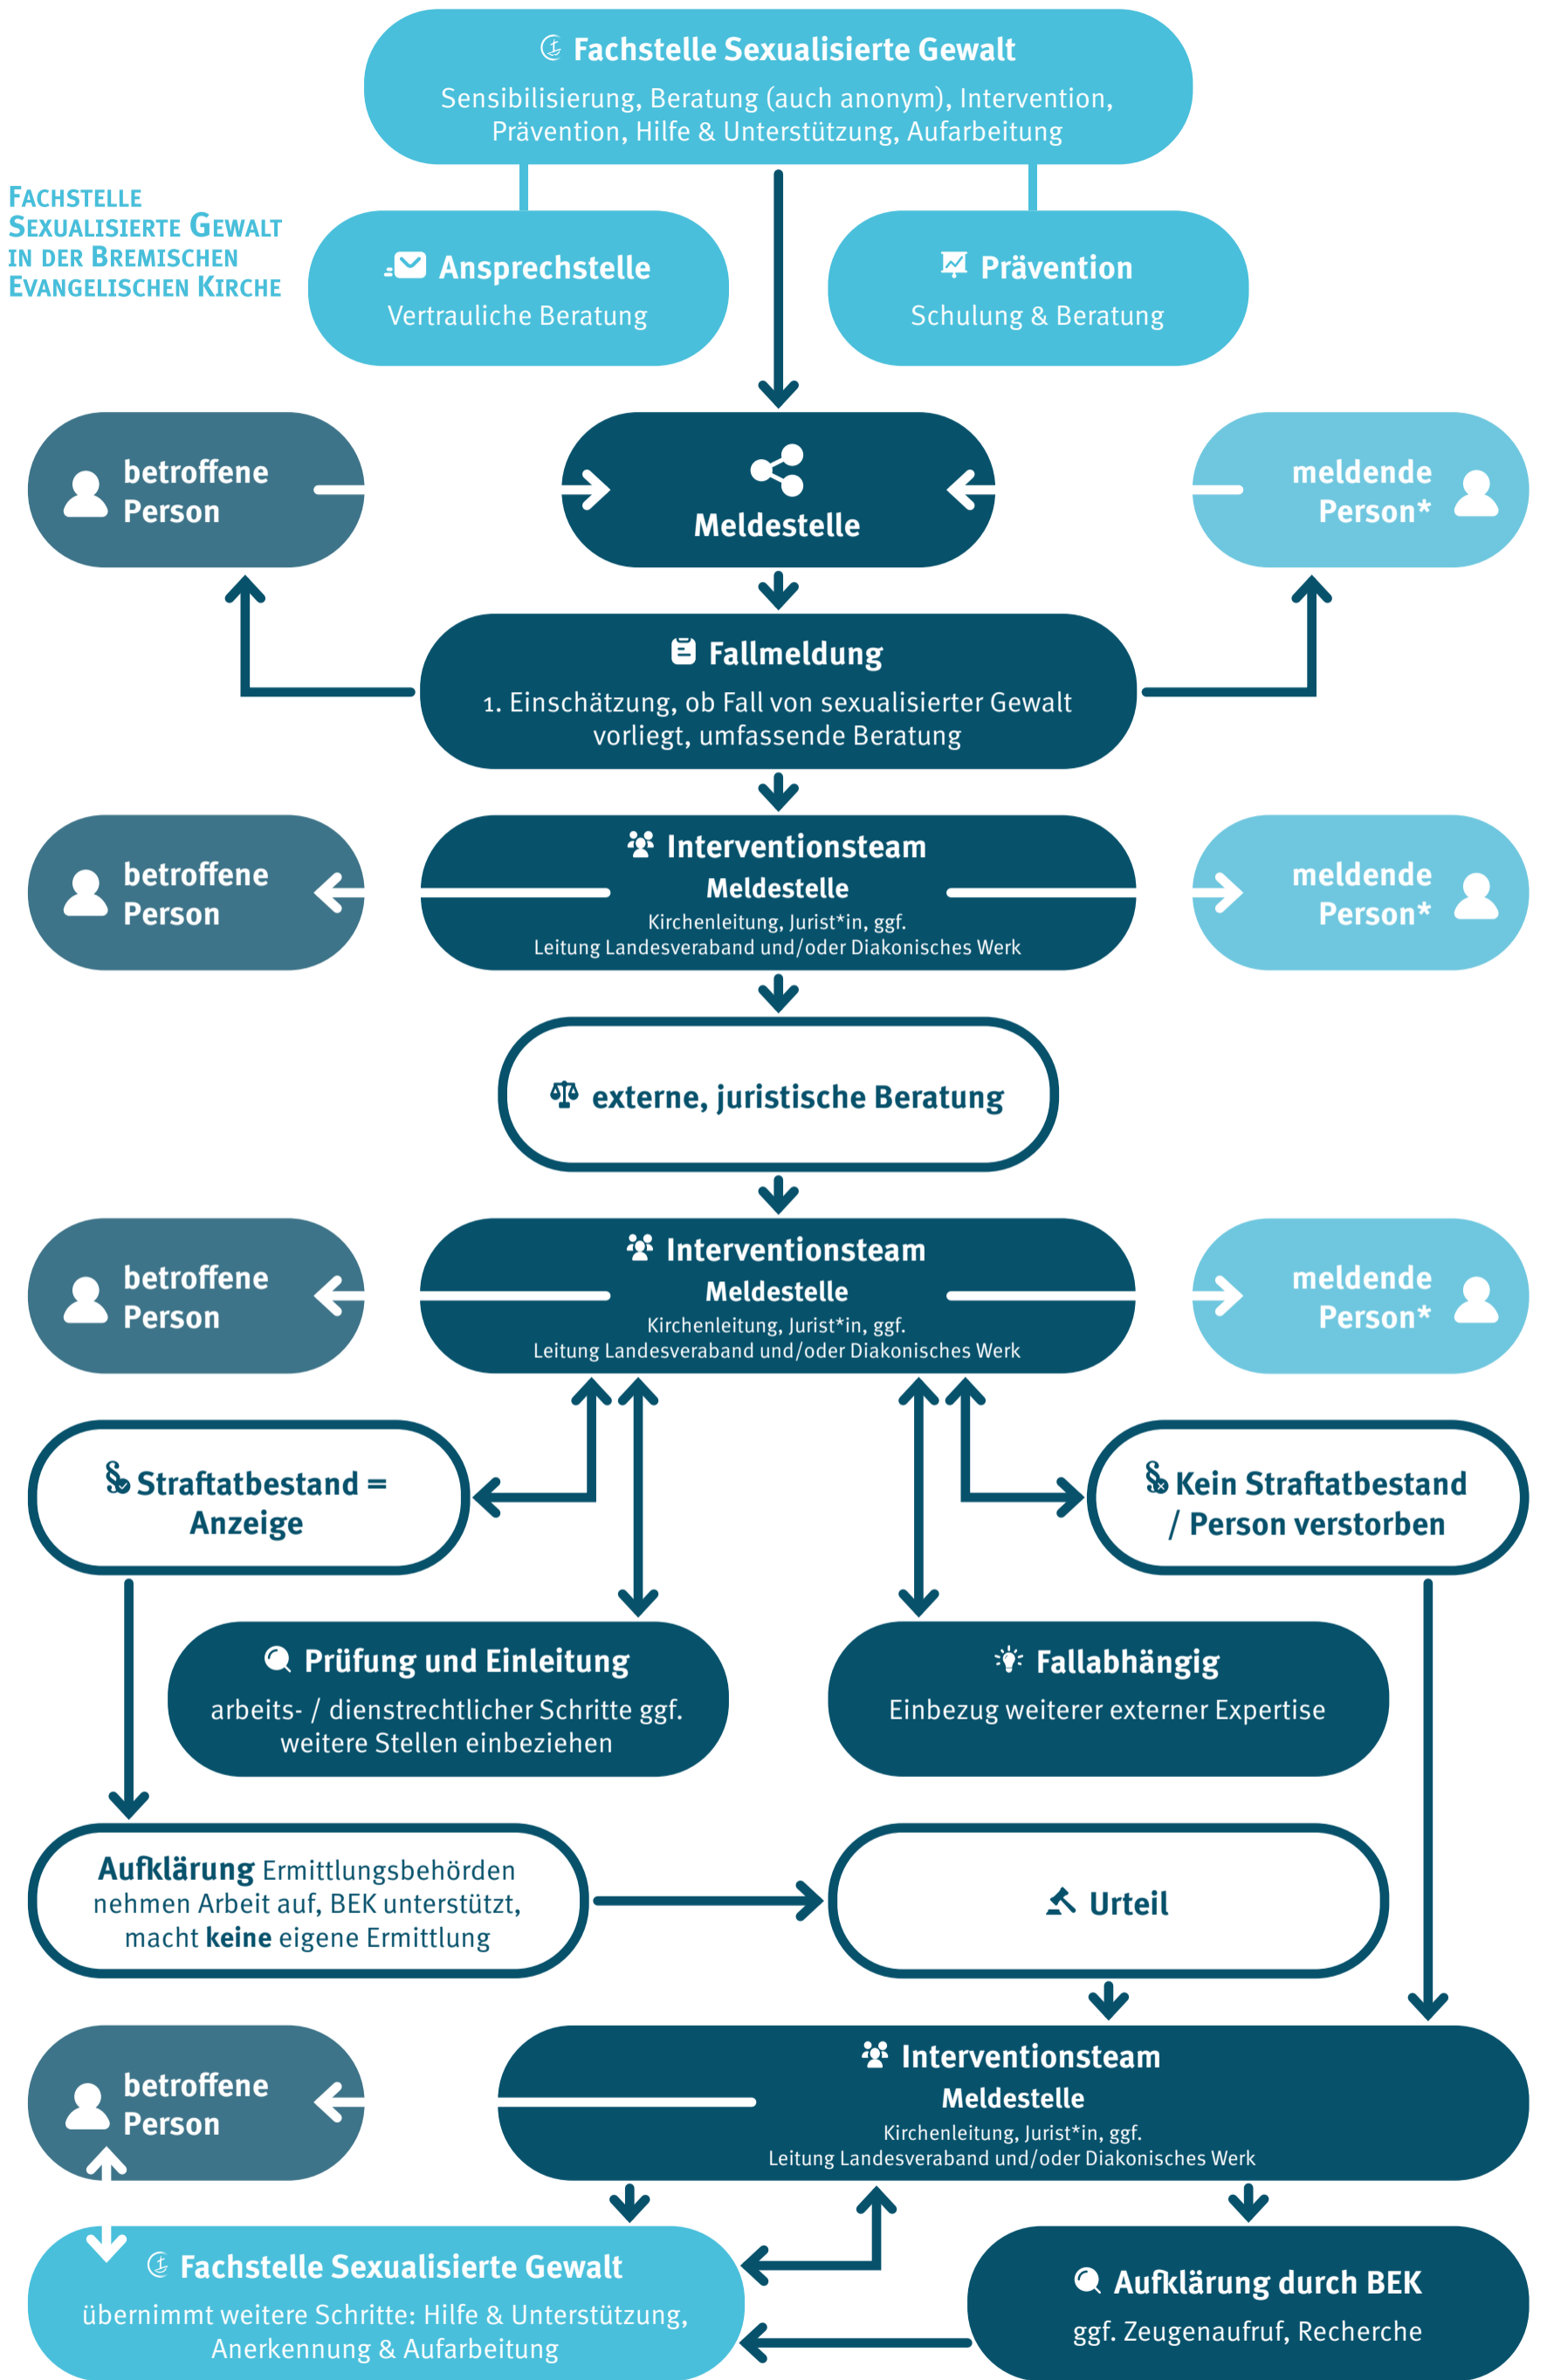 Fachstelle Sexualisierte Gewalt
Sensibilisierung, Beratung (auch anonym), Intervention,
Prävention, Hilfe & Unterstützung, Aufarbeitung
Fachstelle
Sexualisierte Gewalt
in der Bremischen
Evangelischen Kirche
Ansprechstelle
Vertrauliche Beratung
Prävention
Schulung & Beratung
betroffene
Person
Meldestelle
meldende
Person*
Fallmeldung
1. Einschätzung, ob Fall von sexualisierter Gewalt
vorliegt, umfassende Beratung
betroffene
Person
Interventionsteam
Meldestelle
Kirchenleitung, Jurist*in, ggf.
Leitung Landesveraband und/oder Diakonisches Werk
meldende
Person*
externe, juristische Beratung
betroffene
Person
Interventionsteam
Meldestelle
Kirchenleitung, Jurist*in, ggf.
Leitung Landesveraband und/oder Diakonisches Werk
meldende
Person*
§ Straftatbestand =
Anzeige
§ Kein Straftatbestand
/ Person verstorben
Prüfung und Einleitung
arbeits- / dienstrechtlicher Schritte ggf.
weitere Stellen einbeziehen
Fallabhängig
Einbezug weiterer externer Expertise
Aufklärung Ermittlungsbehörden
nehmen Arbeit auf, BEK unterstützt,
macht keine eigene Ermittlung
Urteil
betroffene
Person
Interventionsteam
Meldestelle
Kirchenleitung, Jurist*in, ggf.
Leitung Landesveraband und/oder Diakonisches Werk
Fachstelle Sexualisierte Gewalt
übernimmt weitere Schritte: Hilfe & Unterstützung,
Anerkennung & Aufarbeitung
Aufklärung durch BEK
ggf. Zeugenaufruf, Recherche